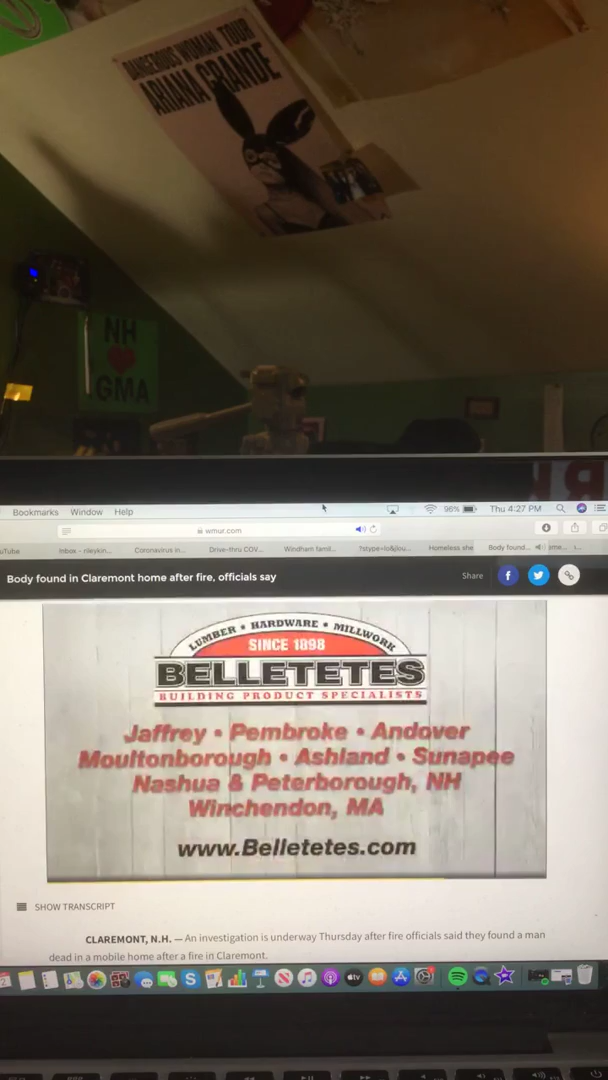 DANGEROUS WOMAN TOUR
ARIANA GRANDE
NH
GMA
Bookmarks Window Help
98% Thu 4:27 PM
wmur.com
Coronavirus in... Drive-thru COV... Windham famil... Homeless she Body found...
Body found in Claremont home after fire, officials say
Share
LUMBER • HARDWARE • MILLWORK
SINCE 1898
BELLETETES
BUILDING PRODUCT SPECIALISTS
Jaffrey • Pembroke • Andover
Moultonborough • Ashland • Sunapee
Nashua & Peterborough, NH
Winchendon, MA
www.Belletetes.com
SHOW TRANSCRIPT
CLAREMONT, N.H. — An investigation is underway Thursday after fire officials said they found a man
dead in a mobile home after a fire in Claremont.